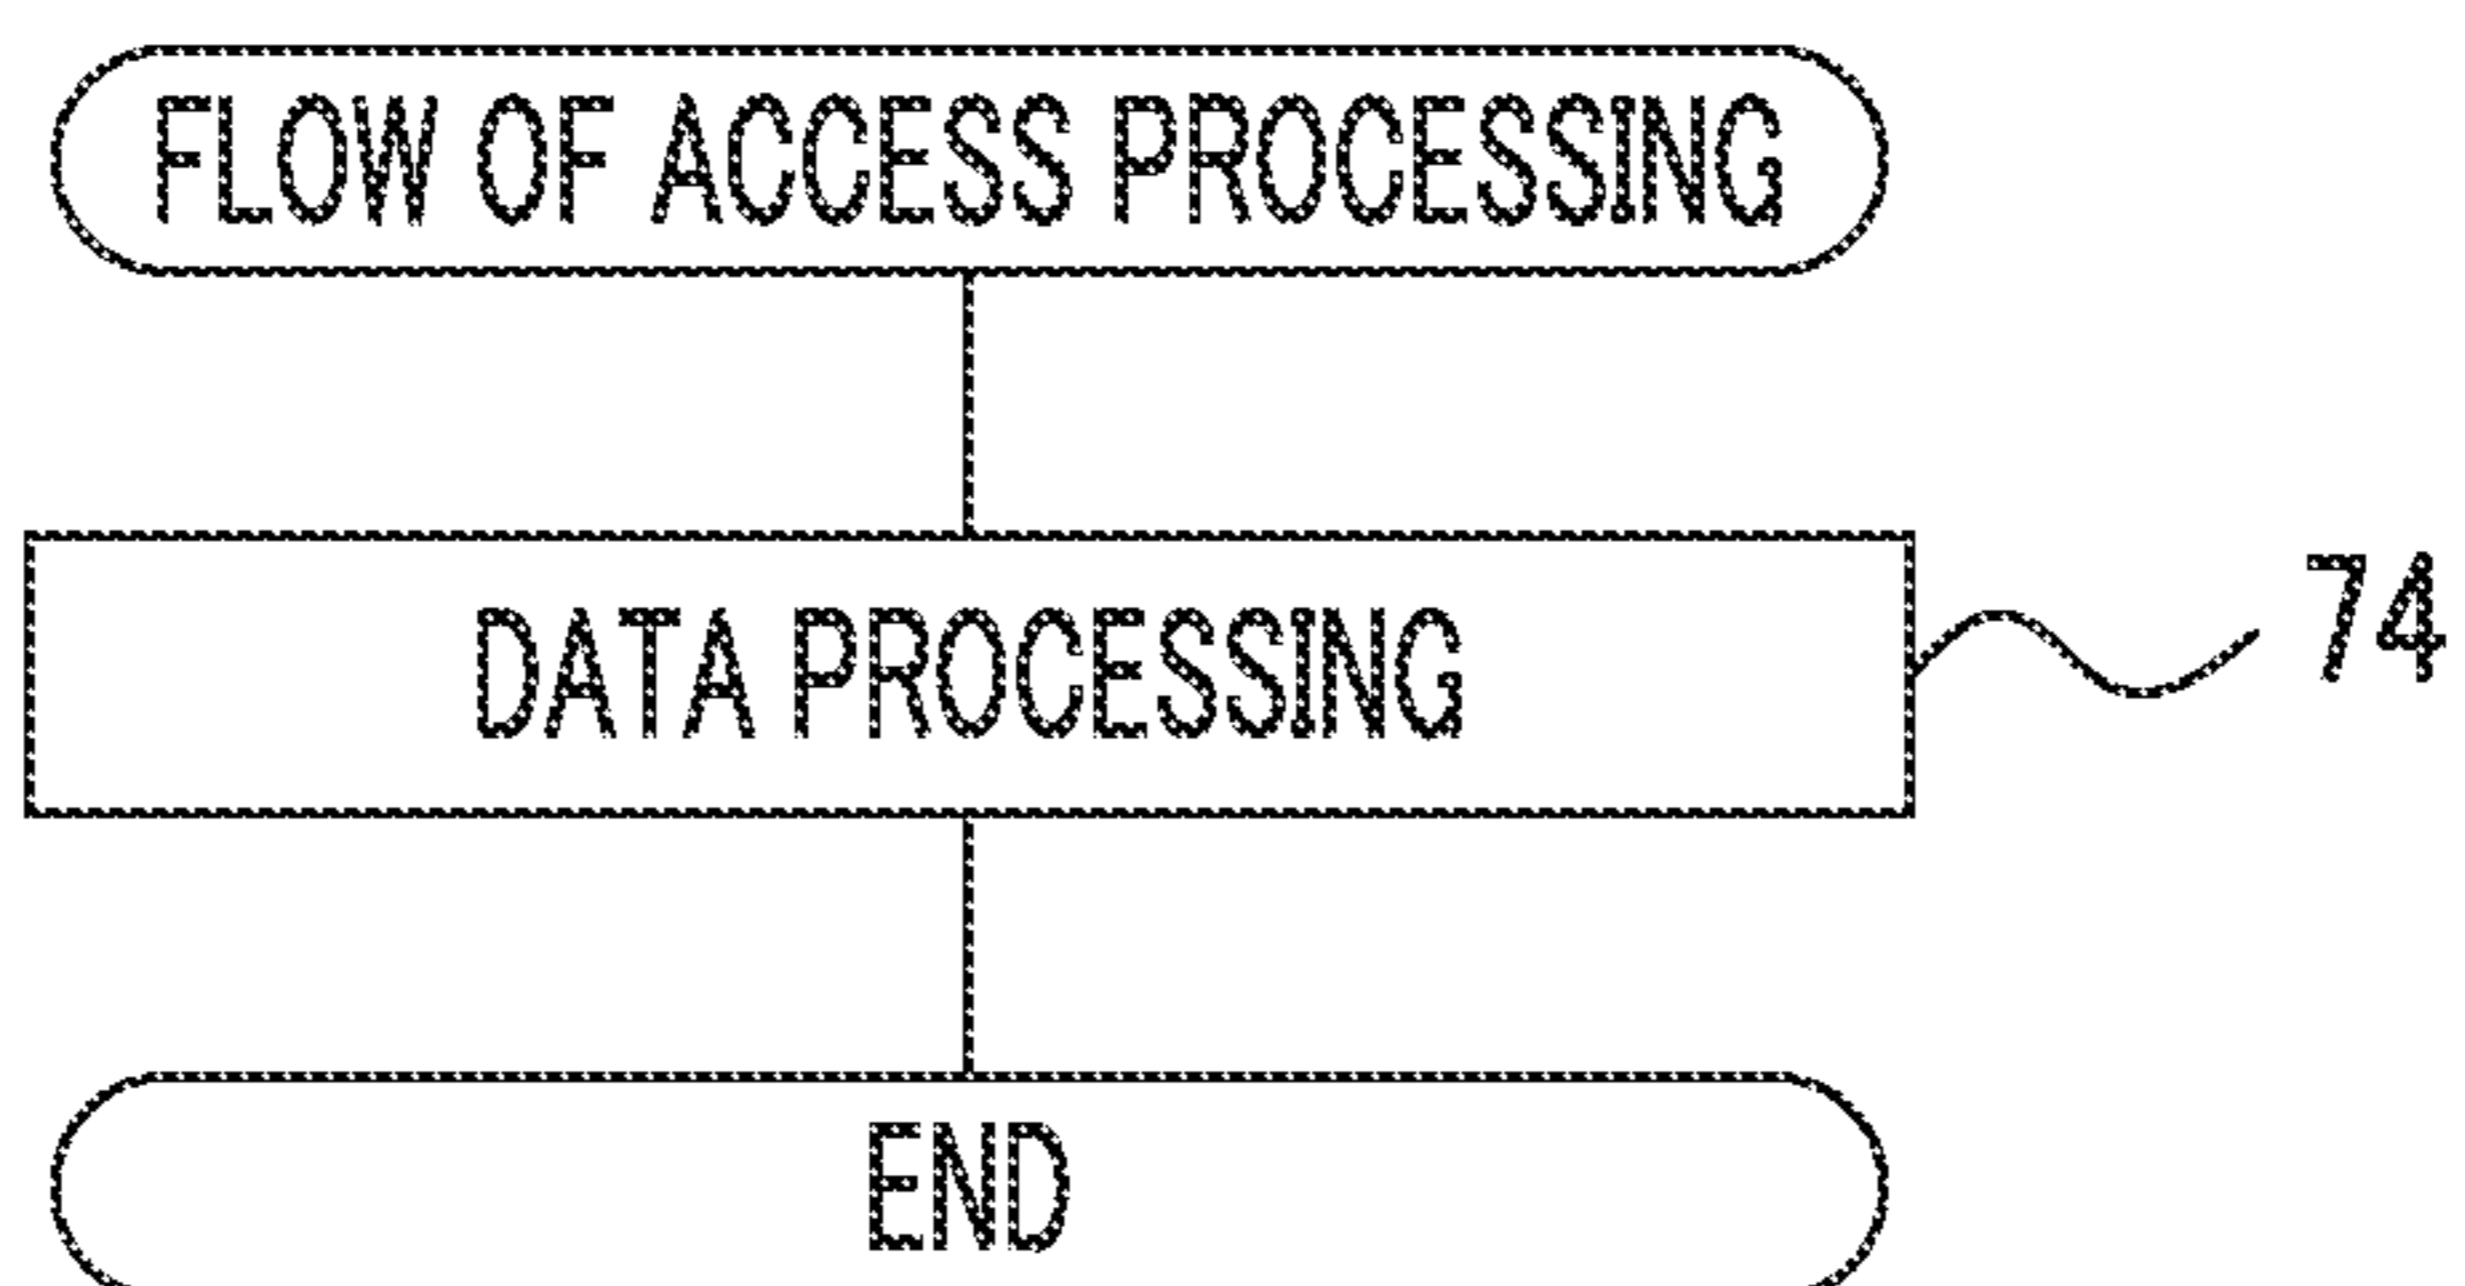 FLOW OF ACCESS PROCESSING
DATA PROCESSING
74
END